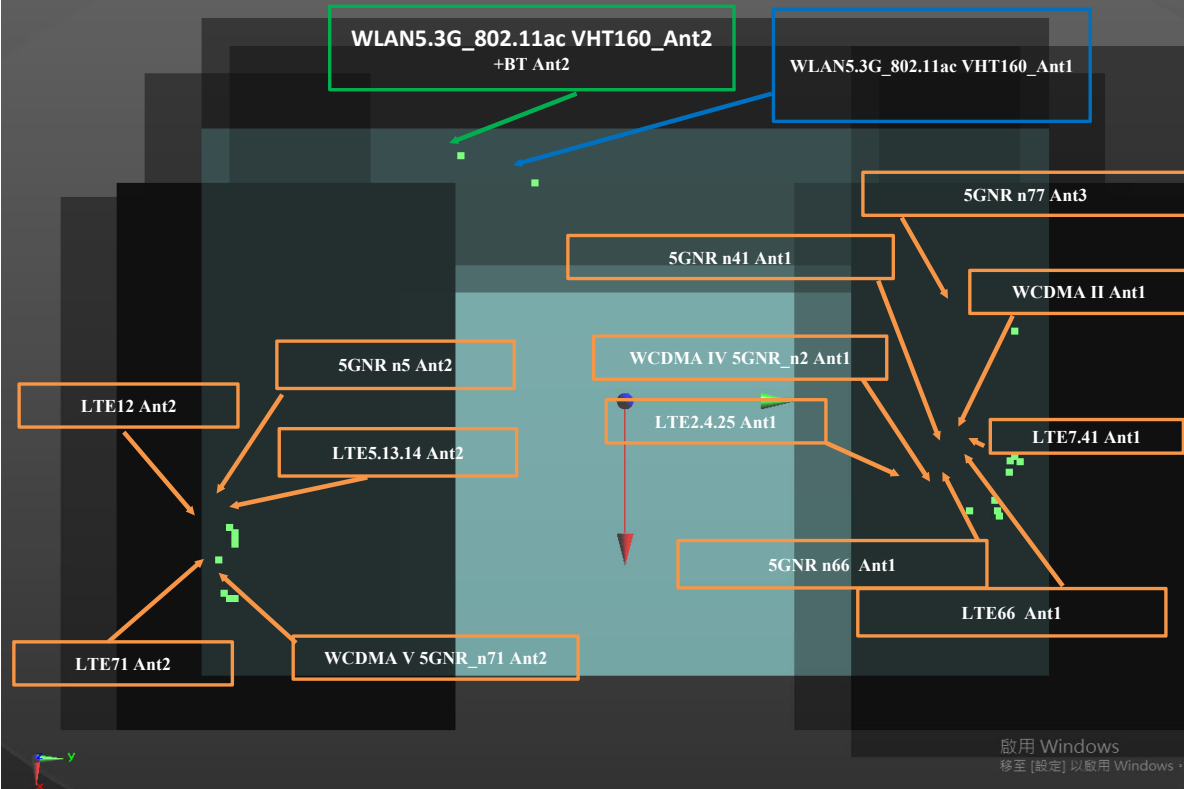 WLAN5.3G_802.11ac VHT160_Ant2
+BT Ant2
WLAN5.3G_802.11ac VHT160_Ant1
5GNR n77 Ant3
5GNR n41 Ant1
WCDMA II Ant1
WCDMA IV 5GNR_n2 Ant1
5GNR n5 Ant2
LTE12 Ant2
LTE2.4.25 Ant1
LTE7.41 Ant1
LTE5.13.14 Ant2
5GNR n66 Ant1
LTE66 Ant1
LTE71 Ant2
WCDMA V 5GNR_n71 Ant2
y
x
啟用 Windows
移至 [設定] 以啟用 Windows。